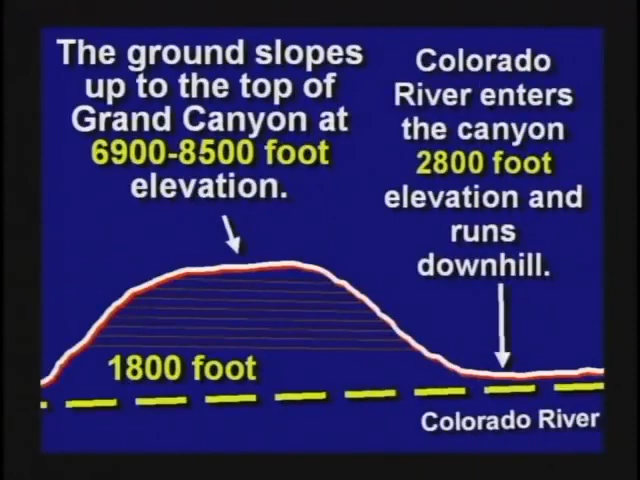 The ground slopes
up to the top of
Grand Canyon at
6900-8500 foot
elevation.
Colorado
River enters
the canyon
2800 foot
elevation and
runs
downhill.
1800 foot
Colorado River